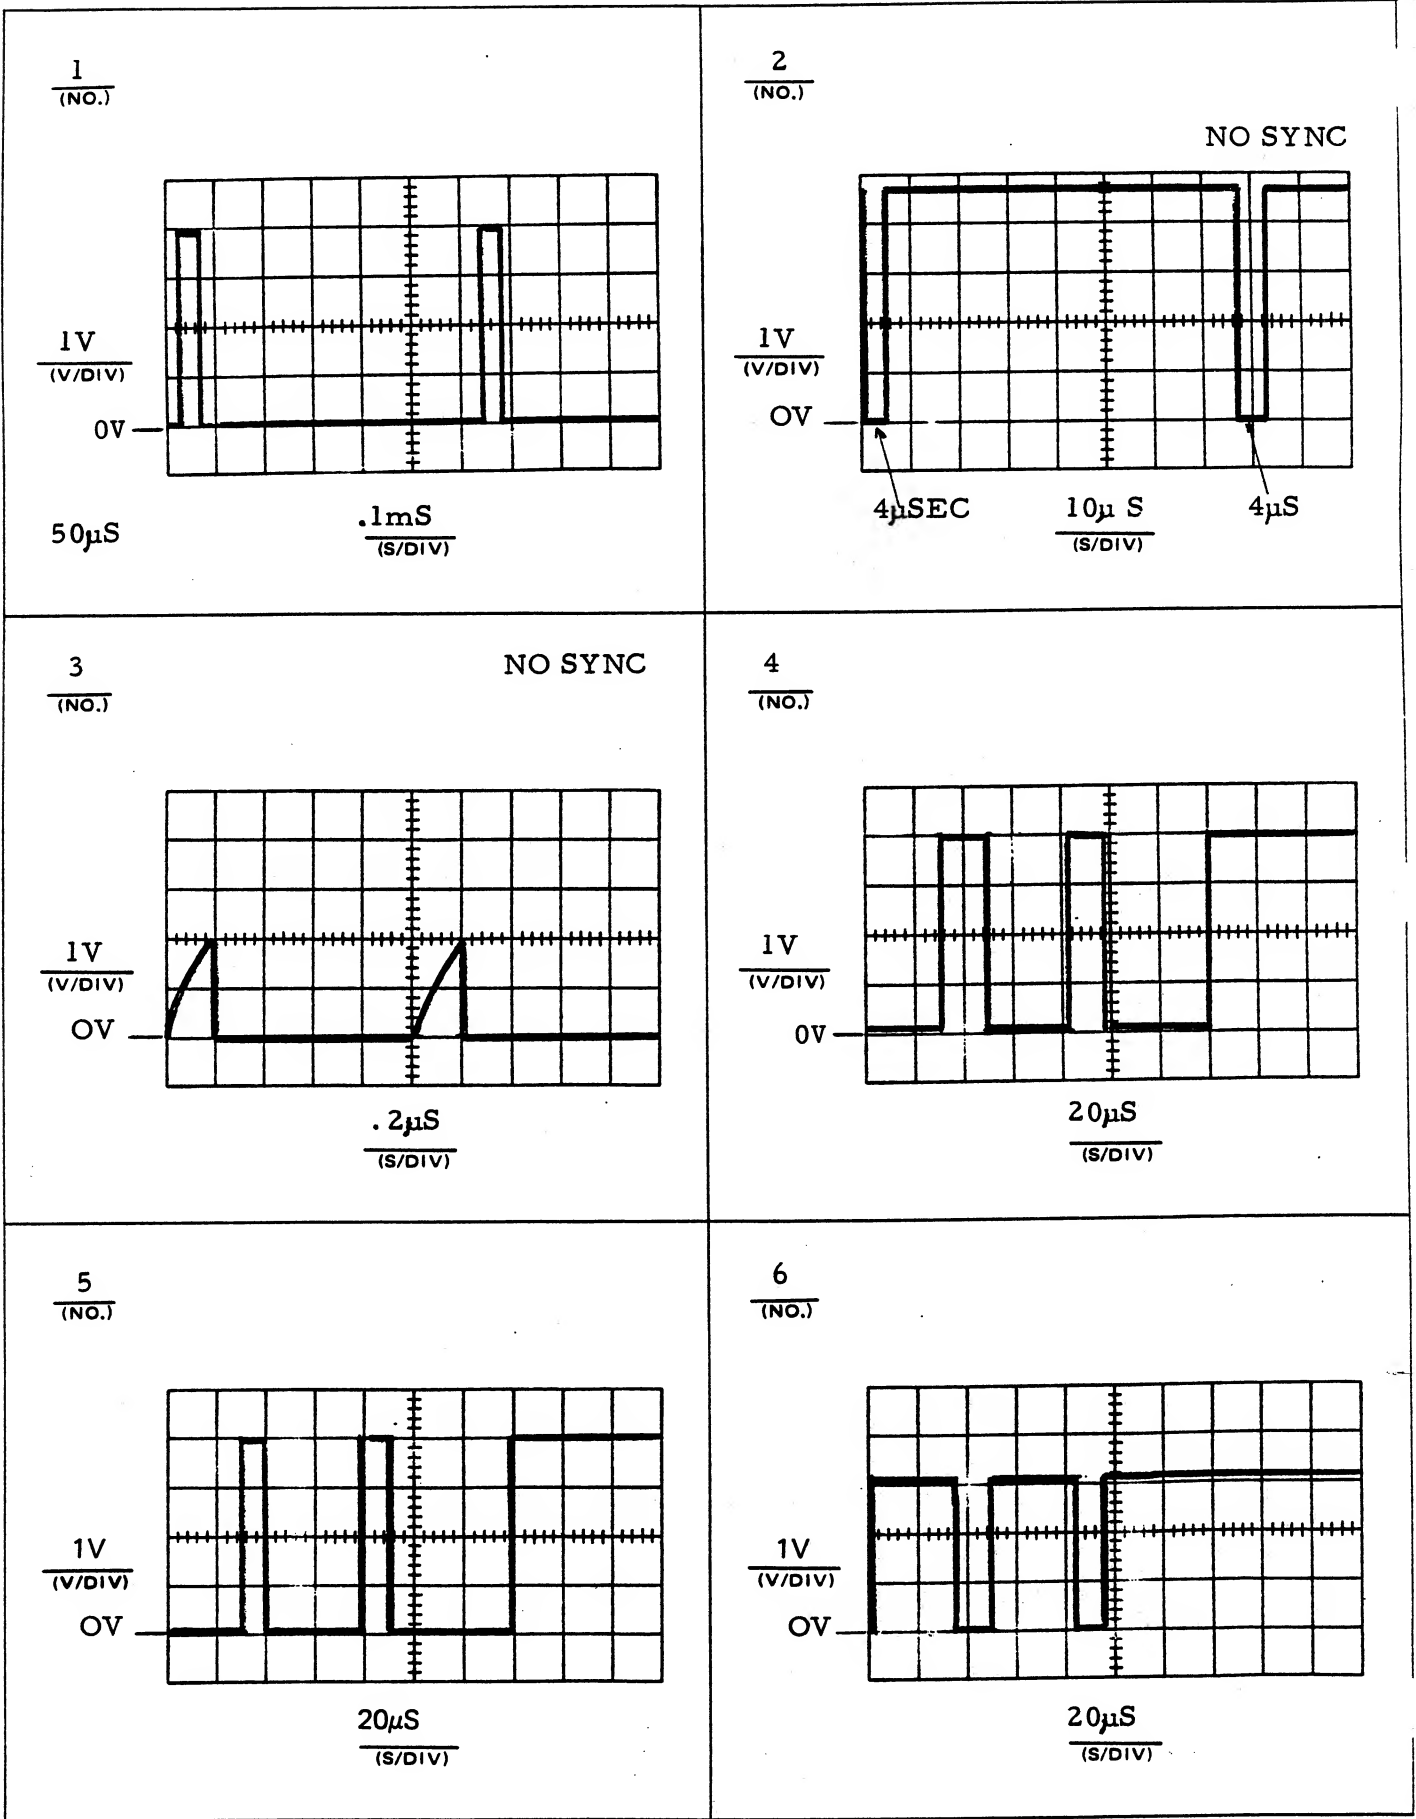 1
(NO.)
1V
(V/DIV)
0V
50µS
.1mS
(S/DIV)
2
(NO.)
NO SYNC
1V
(V/DIV)
OV
4µSEC
10µ S
(S/DIV)
4µS
3
(NO.)
NO SYNC
1V
(V/DIV)
OV
.2µS
(S/DIV)
4
(NO.)
1V
(V/DIV)
0V
20µS
(S/DIV)
5
(NO.)
1V
(V/DIV)
OV
20µS
(S/DIV)
6
(NO.)
1V
(V/DIV)
OV
20µS
(S/DIV)